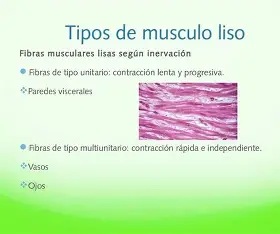 Tipos de musculo liso
Fibras musculares lisas según inervación
Fibras de tipo unitario: contracción lenta y progresiva.
Paredes viscerales
Fibras de tipo multiunitario: contracción rápida e independiente.
Vasos
Ojos